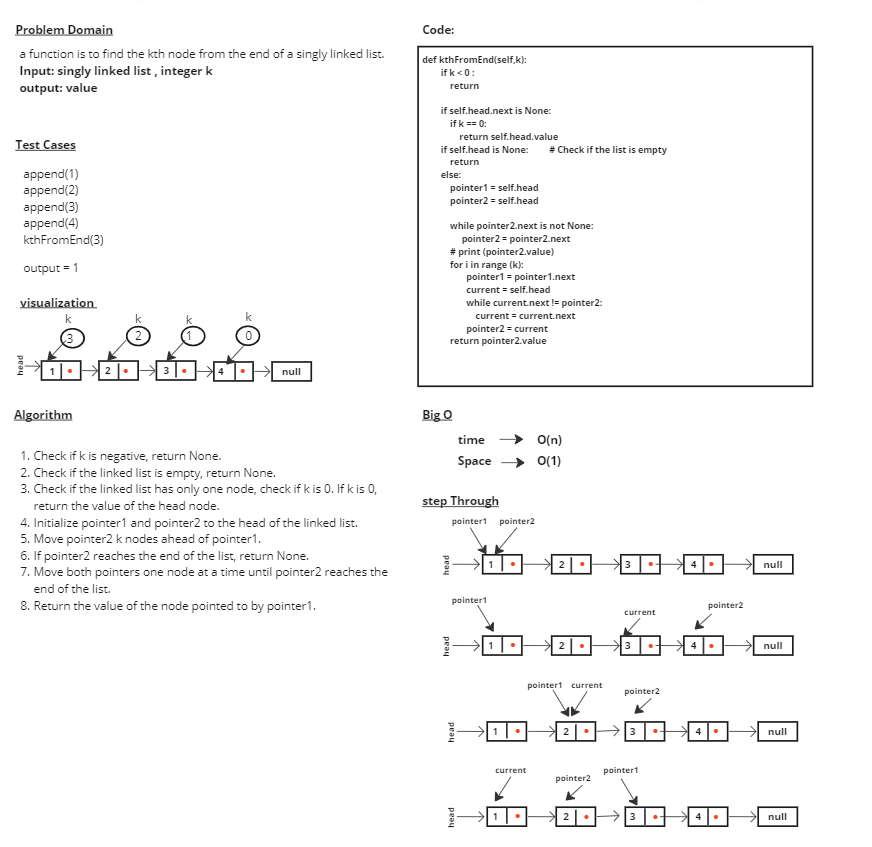 Problem Domain
a function is to find the kth node from the end of a singly linked list.
Input: singly linked list , integer k
output: value
Test Cases
append(1)
append(2)
append(3)
append(4)
kthFromEnd(3)
output = 1
visualization
k k k k
3 2 1 0
head 1 2 3 4 null
Algorithm
1. Check if k is negative, return None.
2. Check if the linked list is empty, return None.
3. Check if the linked list has only one node, check if k is 0. If k is 0,
return the value of the head node.
4. Initialize pointer1 and pointer2 to the head of the linked list.
5. Move pointer2 k nodes ahead of pointer1.
6. If pointer2 reaches the end of the list, return None.
7. Move both pointers one node at a time until pointer2 reaches the
end of the list.
8. Return the value of the node pointed to by pointer1.
Code:
def kthFromEnd(self,k):
if k < 0 :
return
if self.head.next is None:
if k == 0:
return self.head.value
if self.head is None: # Check if the list is empty
return
else:
pointer1 = self.head
pointer2 = self.head
while pointer2.next is not None:
pointer2 = pointer2.next
# print (pointer2.value)
for i in range (k):
pointer1 = pointer1.next
current = self.head
while current.next != pointer2:
current = current.next
pointer2 = current
return pointer2.value
Big O
time O(n)
Space O(1)
step Through
pointer1 pointer2
head 1 2 3 4 null
pointer1 current pointer2
head 1 2 3 4 null
pointer1 current pointer2
head 1 2 3 4 null
current pointer2 pointer1
head 1 2 3 4 null